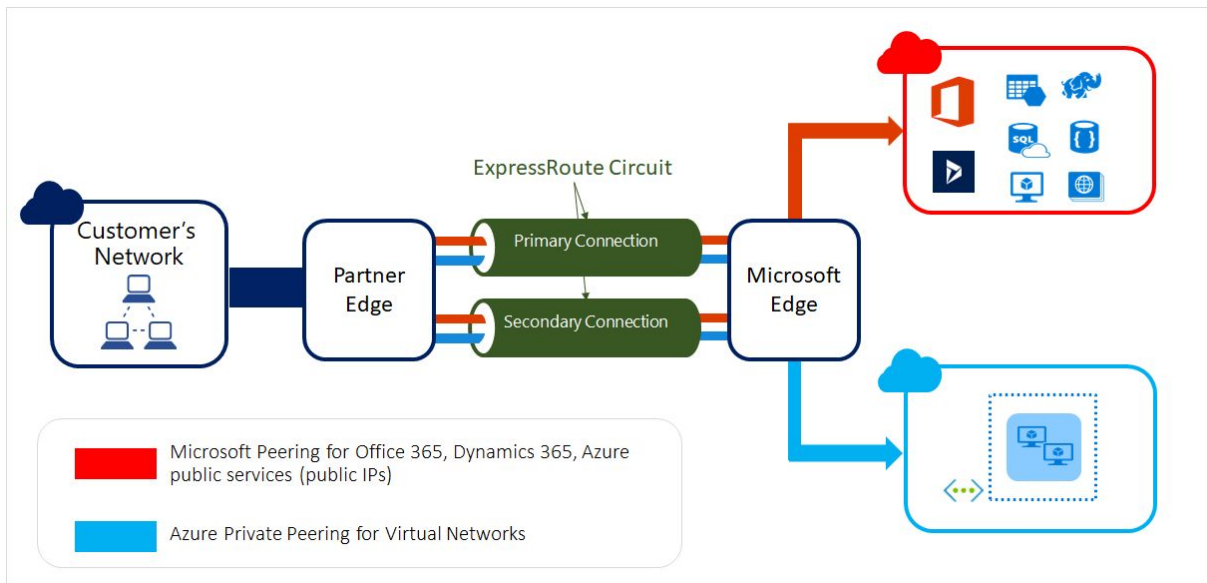 ExpressRoute Circuit
Customer's
Network
Partner
Edge
Primary Connection
Secondary Connection
Microsoft
Edge
SQL
Microsoft Peering for Office 365, Dynamics 365, Azure
public services (public IPs)
Azure Private Peering for Virtual Networks